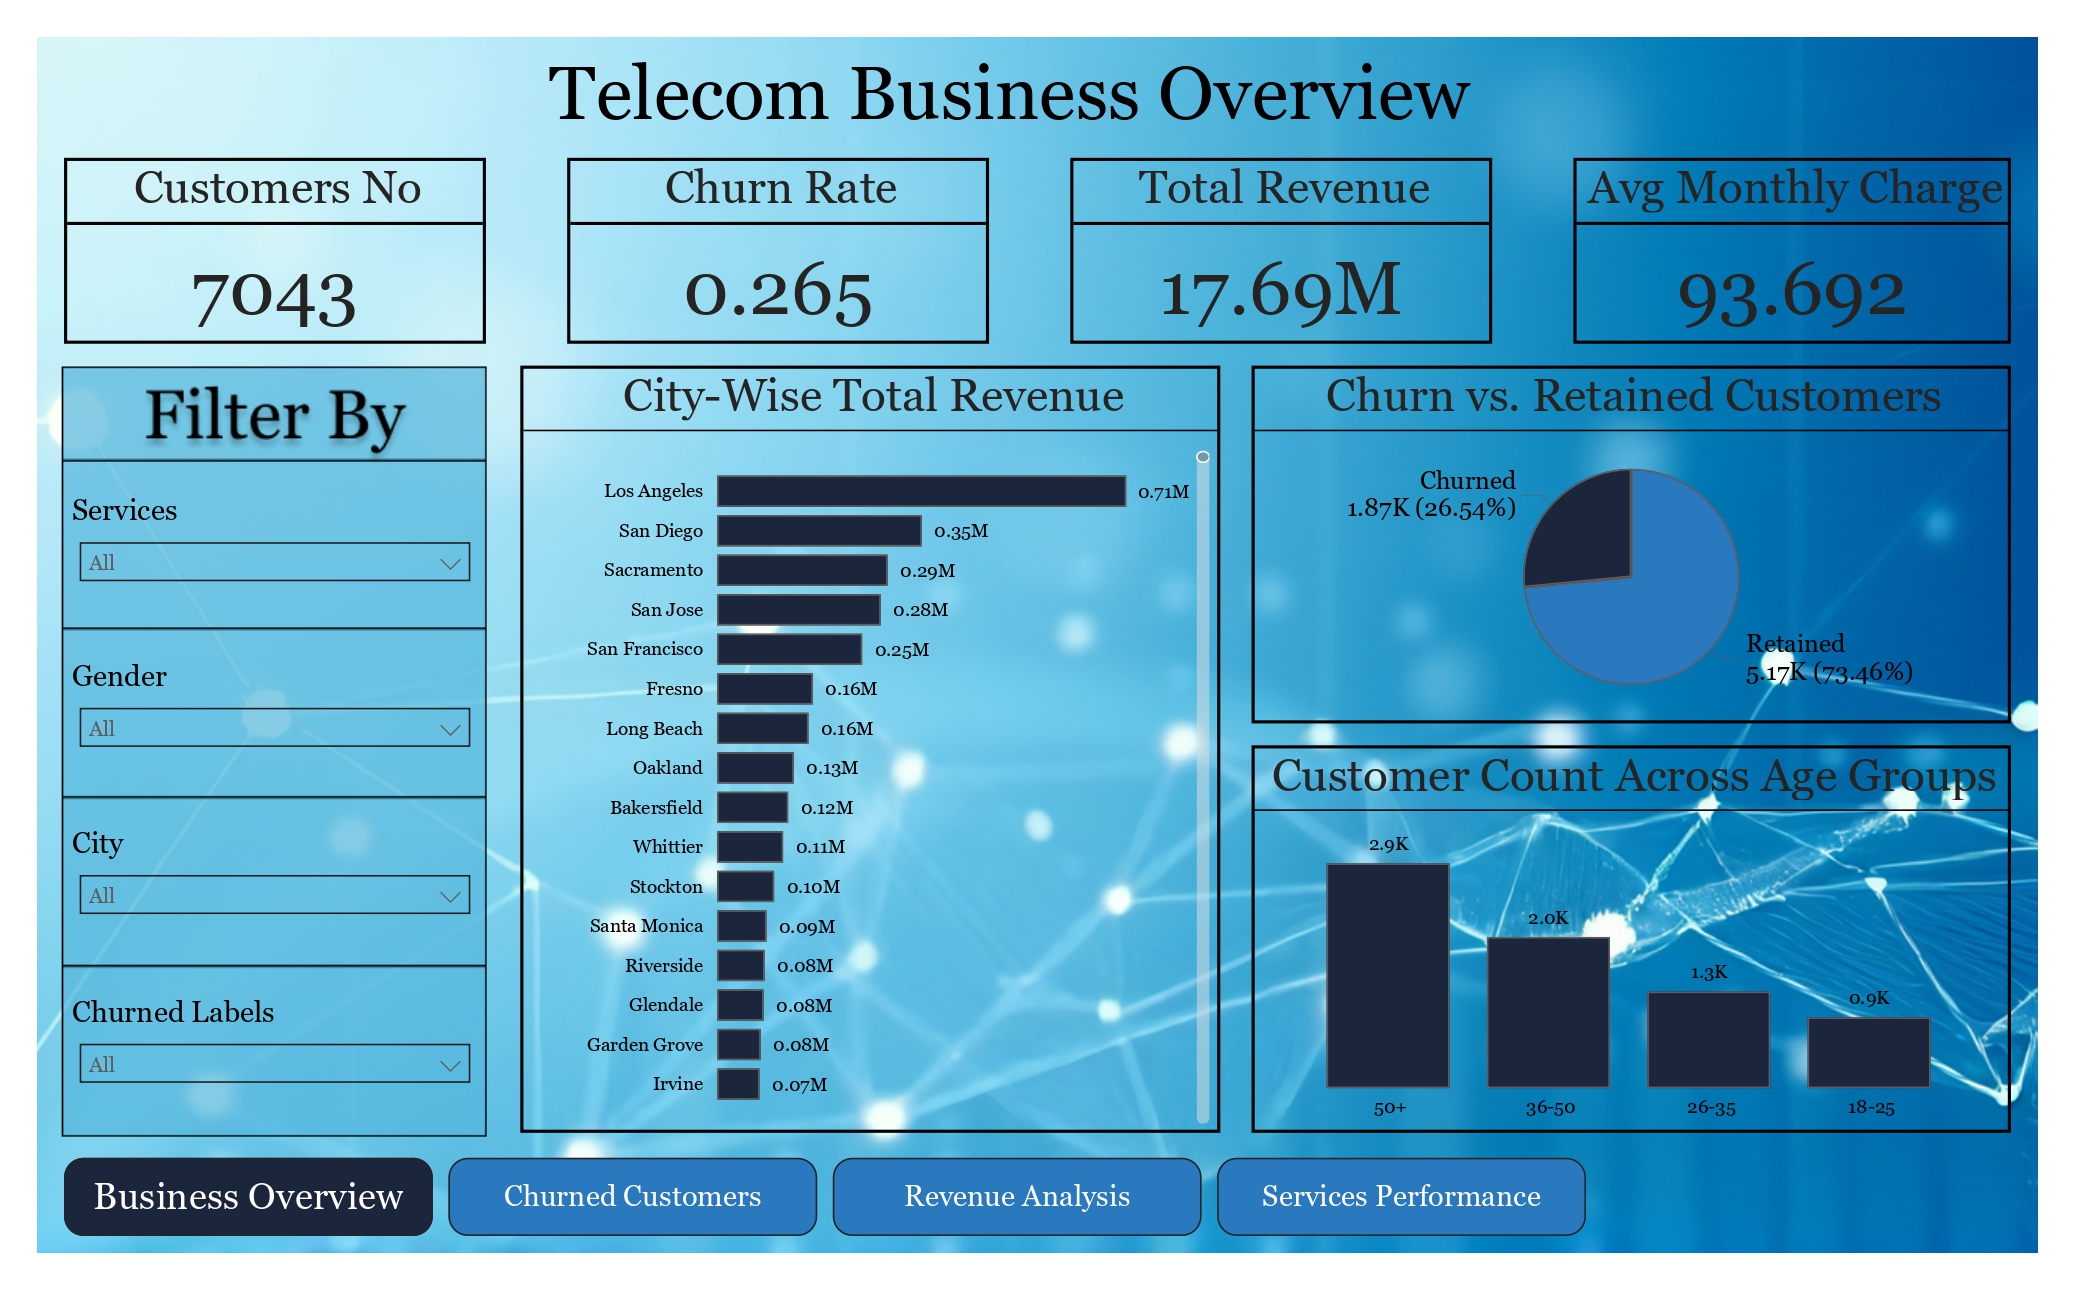 Telecom Business Overview
Customers No
7043
Churn Rate
0.265
Total Revenue
17.69M
Avg Monthly Charge
93.692
Filter By
Services
All
Gender
All
City
All
Churned Labels
All
City-Wise Total Revenue
Los Angeles 0.71M
San Diego 0.35M
Sacramento 0.29M
San Jose 0.28M
San Francisco 0.25M
Fresno 0.16M
Long Beach 0.16M
Oakland 0.13M
Bakersfield 0.12M
Whittier 0.11M
Stockton 0.10M
Santa Monica 0.09M
Riverside 0.08M
Glendale 0.08M
Garden Grove 0.08M
Irvine 0.07M
Churn vs. Retained Customers
Churned
1.87K (26.54%)
Retained
5.17K (73.46%)
Customer Count Across Age Groups
2.9K
2.0K
1.3K
0.9K
50+ 36-50 26-35 18-25
Business Overview
Churned Customers
Revenue Analysis
Services Performance